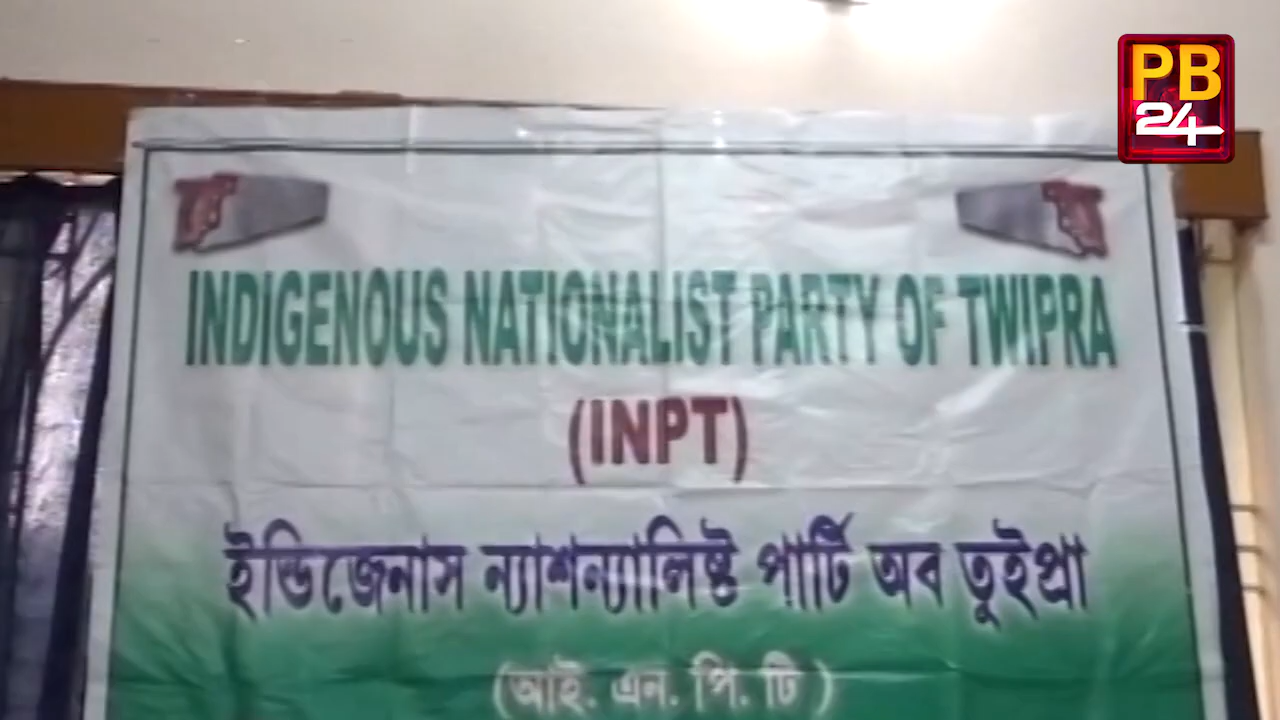 PB
24
INDIGENOUS NATIONALIST PARTY OF TWIPRA
(INPT)
ইন্ডিজেনাস ন্যাশন্যালিষ্ট পার্টি অব তুইপ্রা
(আই. এন. পি. টি)